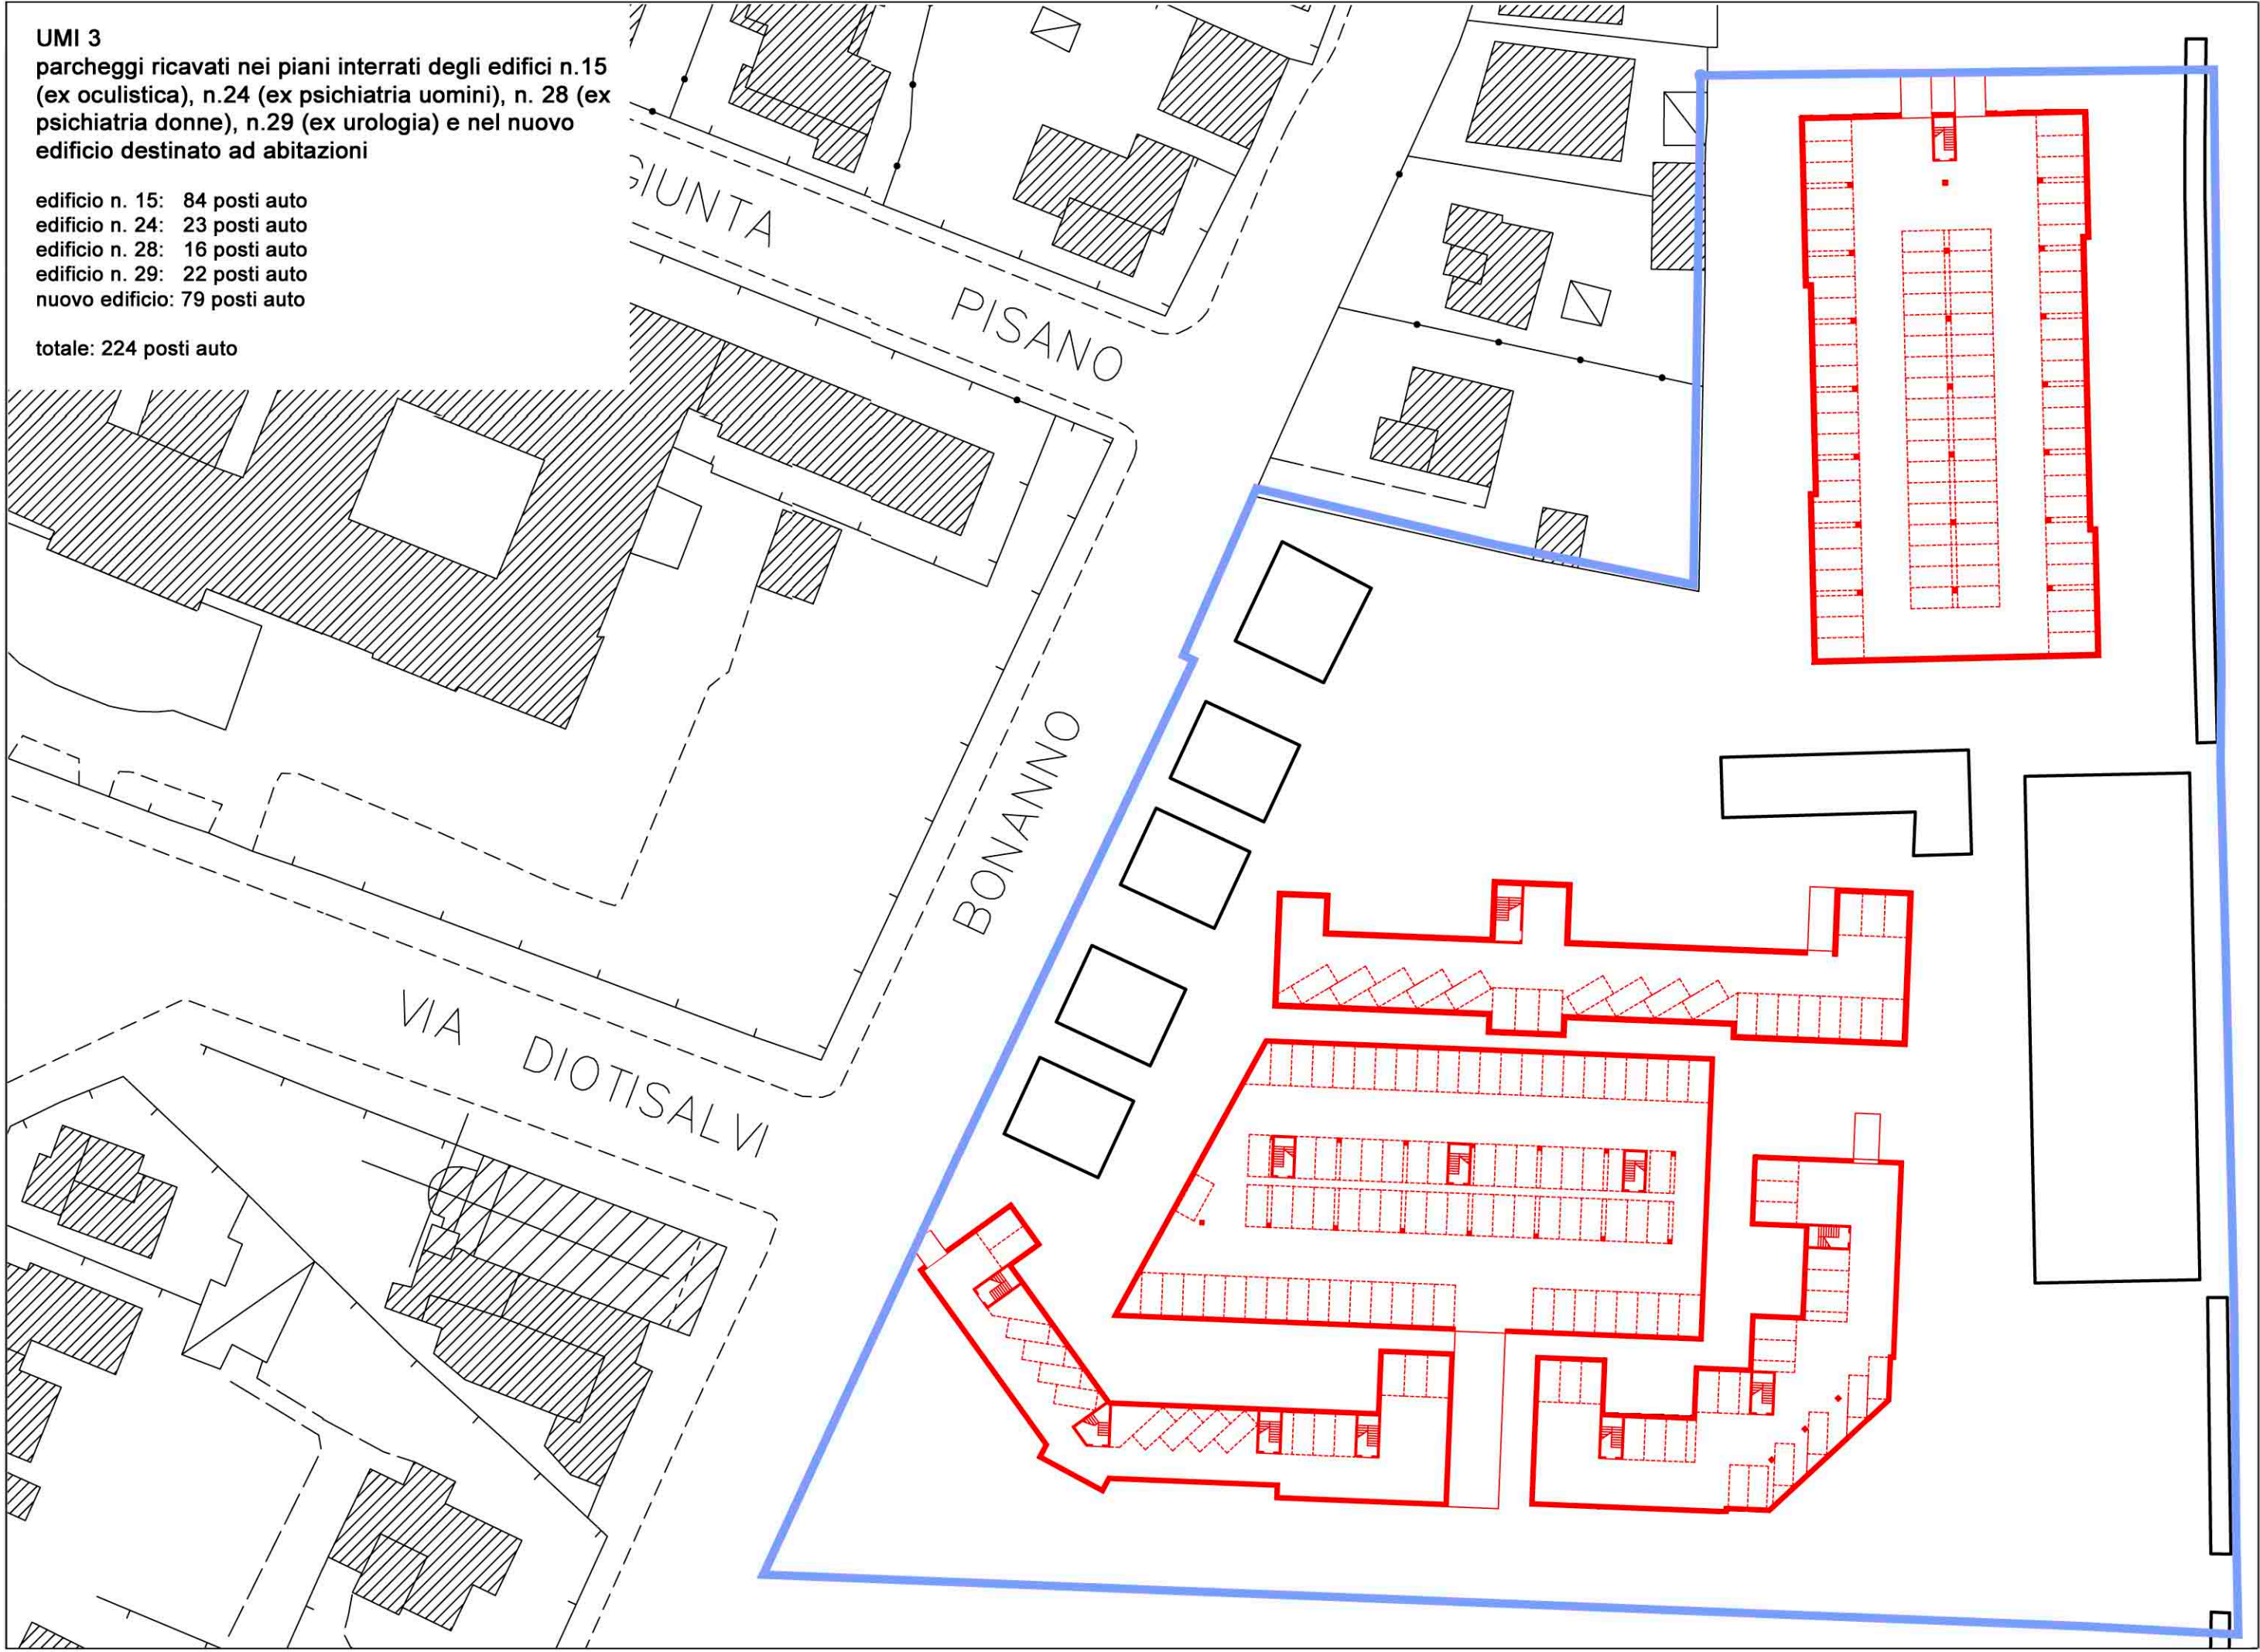 UMI 3
parcheggi ricavati nei piani interrati degli edifici n.15
(ex oculistica), n.24 (ex psichiatria uomini), n. 28 (ex
psichiatria donne), n.29 (ex urologia) e nel nuovo
edificio destinato ad abitazioni
edificio n. 15: 84 posti auto
edificio n. 24: 23 posti auto
edificio n. 28: 16 posti auto
edificio n. 29: 22 posti auto
nuovo edificio: 79 posti auto
totale: 224 posti auto
GIUNTA PISANO
BONANNO
VIA DIOTISALVI